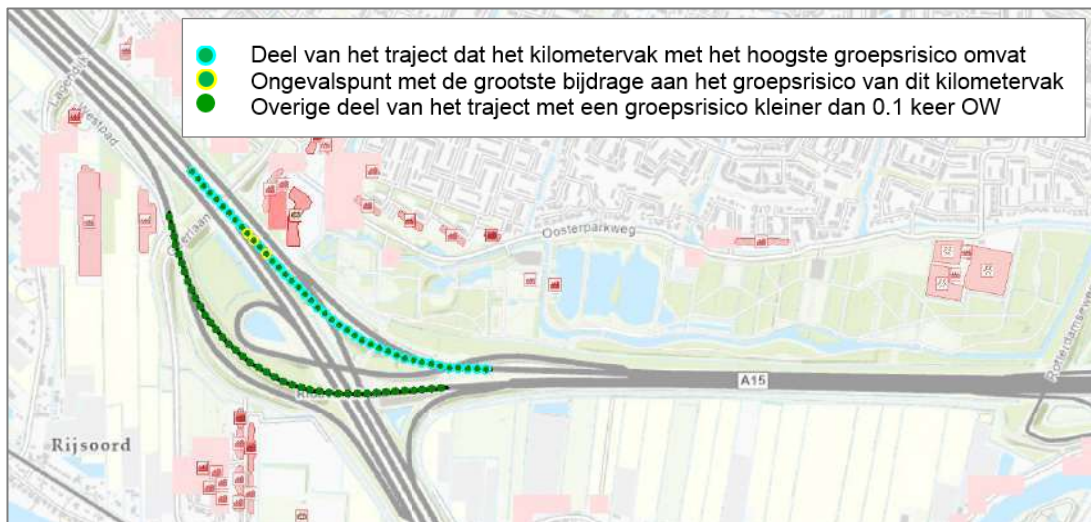 Deel van het traject dat het kilometervak met het hoogste groepsrisico omvat
Ongevalspunt met de grootste bijdrage aan het groepsrisico van dit kilometervak
Overige deel van het traject met een groepsrisico kleiner dan 0.1 keer OW
Westpad
Oosterparkweg
A15
Rijsoord